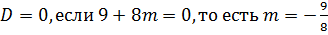 D = 0, если 9 + 8m = 0, то есть m = −9/8